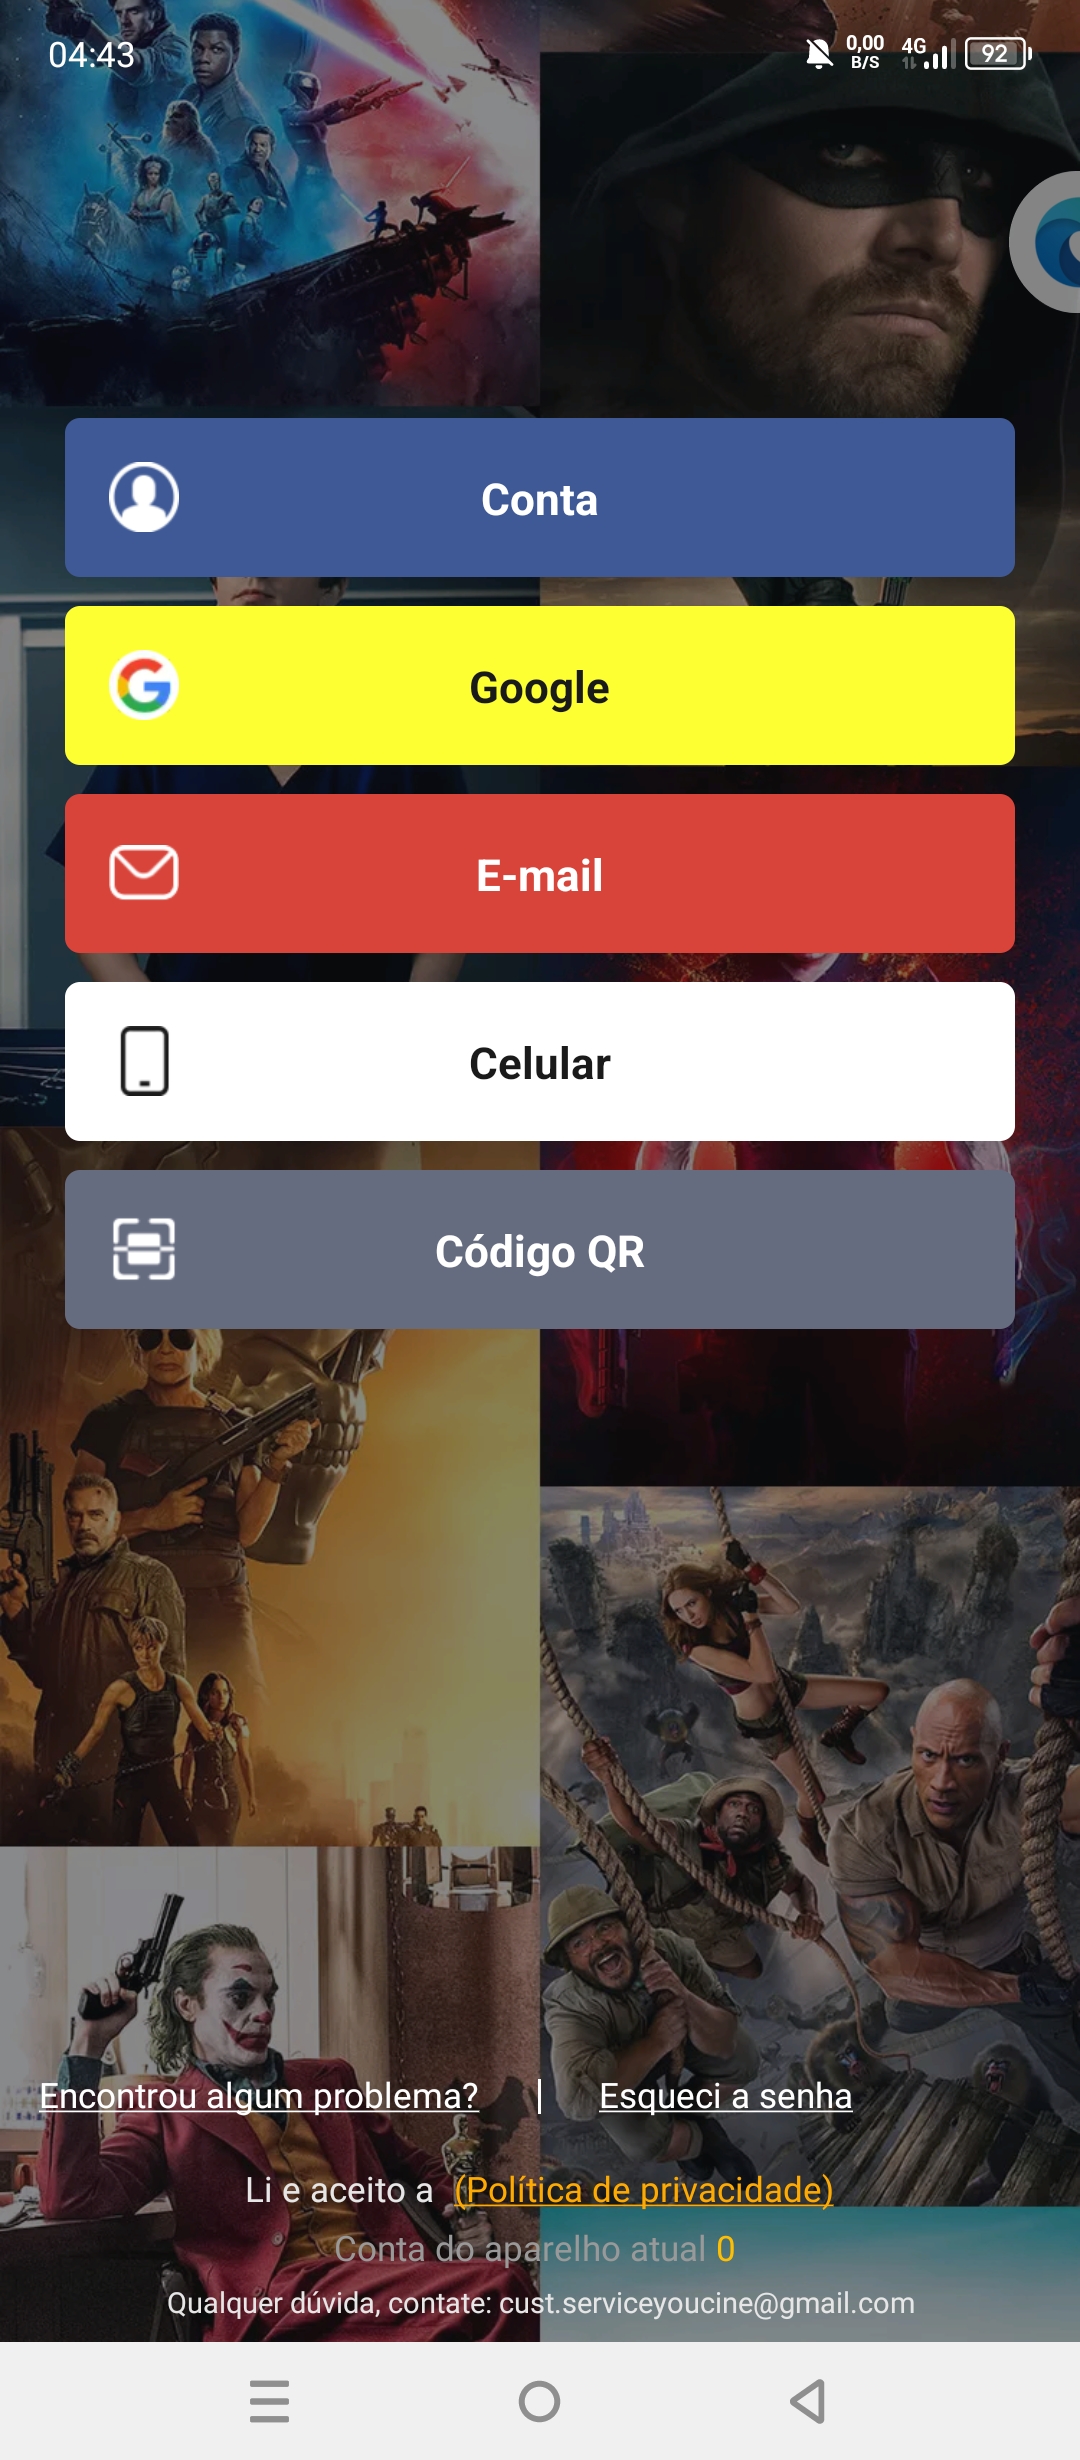 04:43
0,00
B/S
4G
92
Conta
Google
E-mail
Celular
Código QR
Encontrou algum problema? | Esqueci a senha
Li e aceito a (Política de privacidade)
Conta do aparelho atual 0
Qualquer dúvida, contate: cust.serviceyoucine@gmail.com